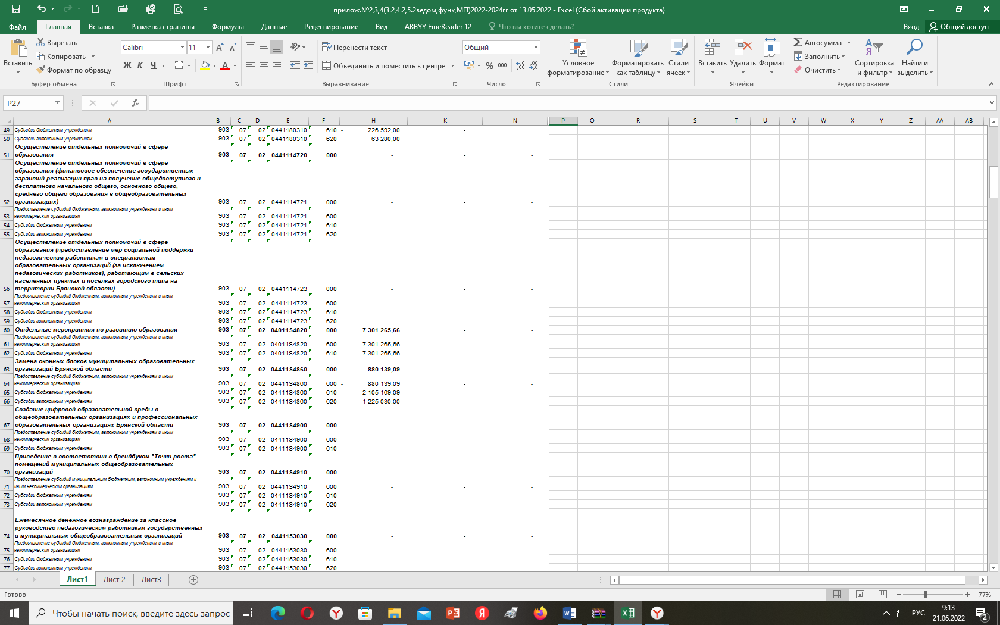 прилож.№2,3,4(3.2,4.2,5.2ведом,функ,МП)2022-2024гг от 13.05.2022 - Excel (Сбой активации продукта)
Файл Главная Вставка Разметка страницы Формулы Данные Рецензирование Вид ABBYY FineReader 12 Что вы хотите сделать? Вход Общий доступ
Вставить
Вырезать
Копировать
Формат по образцу
Буфер обмена
Calibri 11
Ж К Ч А
Шрифт
Перенести текст
Объединить и поместить в центре
Выравнивание
Общий
% 000
Число
Условное форматирование
Форматировать как таблицу
Стили ячеек
Стили
Вставить Удалить Формат
Ячейки
Автосумма
Заполнить
Очистить
Сортировка и фильтр
Найти и выделить
Редактирование
P27 fx
A B C D E F H K N P Q R S T U V W X Y Z AA AB
49 Субсидии бюджетным учреждениям 903 07 02 0441180310 610 - 226 592,00 -
50 Субсидии автономным учреждениям 903 07 02 0441180310 620 63 280,00
Осуществление отдельных полномочий в сфере
51 образования 903 07 02 0441114720 000 - - -
Осуществление отдельных полномочий в сфере
образования (финансовое обеспечение государственных
гарантий реализации прав на получение общедоступного и
бесплатного начального общего, основного общего,
среднего общего образования в общеобразовательных
52 организациях) 903 07 02 0441114721 000 - - -
Предоставление субсидий бюджетным, автономным учреждениям и иным
53 некоммерческим организациям 903 07 02 0441114721 600 - - -
54 Субсидии бюджетным учреждениям 903 07 02 0441114721 610
55 Субсидии автономным учреждениям 903 07 02 0441114721 620
Осуществление отдельных полномочий в сфере
образования (предоставление мер социальной поддержки
педагогическим работникам и специалистам
образовательных организаций (за исключением
педагогических работников), работающим в сельских
населенных пунктах и поселках городского типа на
56 территории Брянской области) 903 07 02 0441114723 000 - - -
Предоставление субсидий бюджетным, автономным учреждениям и иным
57 некоммерческим организациям 903 07 02 0441114723 600 - - -
58 Субсидии бюджетным учреждениям 903 07 02 0441114723 610
59 Субсидии автономным учреждениям 903 07 02 0441114723 620
60 Отдельные мероприятия по развитию образования 903 07 02 04011S4820 000 7 301 265,66 - -
Предоставление субсидий бюджетным, автономным учреждениям и иным
61 некоммерческим организациям 903 07 02 04011S4820 600 7 301 265,66 - -
62 Субсидии бюджетным учреждениям 903 07 02 04011S4820 610 7 301 265,66
Замена оконных блоков муниципальных образовательных
63 организаций Брянской области 903 07 02 04411S4860 000 - 880 139,09 - -
Предоставление субсидий бюджетным, автономным учреждениям и иным
64 некоммерческим организациям 903 07 02 04411S4860 600 - 880 139,09 - -
65 Субсидии бюджетным учреждениям 903 07 02 04411S4860 610 - 2 105 169,09
66 Субсидии автономным учреждениям 903 07 02 04411S4860 620 1 225 030,00
Создание цифровой образовательной среды в
общеобразовательных организациях и профессиональных
67 образовательных организациях Брянской области 903 07 02 04411S4900 000 - - -
Предоставление субсидий бюджетным, автономным учреждениям и иным
68 некоммерческим организациям 903 07 02 04411S4900 600 - - -
69 Субсидии бюджетным учреждениям 903 07 02 04411S4900 610 - - -
Приведение в соответствии с брендбуком "Точки роста"
помещений муниципальных общеобразовательных
70 организаций 903 07 02 04411S4910 000 - - -
Предоставление субсидий муниципальным бюджетным, автономным учреждениям и
71 иным некоммерческим организациям 903 07 02 04411S4910 600 - - -
72 Субсидии бюджетным учреждениям 903 07 02 04411S4910 610 - - -
73 Субсидии автономным учреждениям 903 07 02 04411S4910 620
Ежемесячное денежное вознаграждение за классное
руководство педагогическим работникам государственных
74 и муниципальных общеобразовательных организаций 903 07 02 0441153030 000 - - -
Предоставление субсидий бюджетным, автономным учреждениям и иным
75 некоммерческим организациям 903 07 02 0441153030 600 - - -
76 Субсидии бюджетным учреждениям 903 07 02 0441153030 610
77 Субсидии автономным учреждениям 903 07 02 0441153030 620
Лист1 Лист 2 Лист3
Готово 77%
Чтобы начать поиск, введите здесь запрос
РУС
9:13
21.06.2022
2